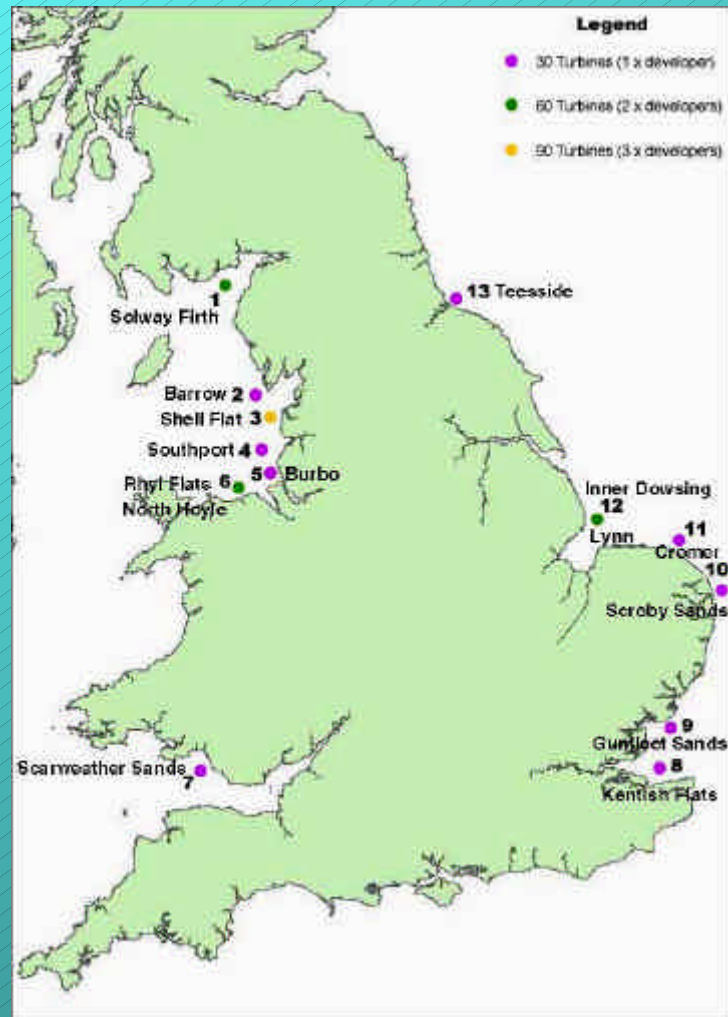 Legend
30 Turbines (1 x developer)
60 Turbines (2 x developers)
90 Turbines (3 x developers)
13 Teesside
1
Solway Firth
Barrow 2
Shell Flat 3
Southport 4
5 Burbo
Rhyl Flats 6
North Hoyle
Inner Dowsing
12
Lynn
11
Cromer
10
Scroby Sands
9
Gunfleet Sands
8
Kentish Flats
Scarweather Sands
7